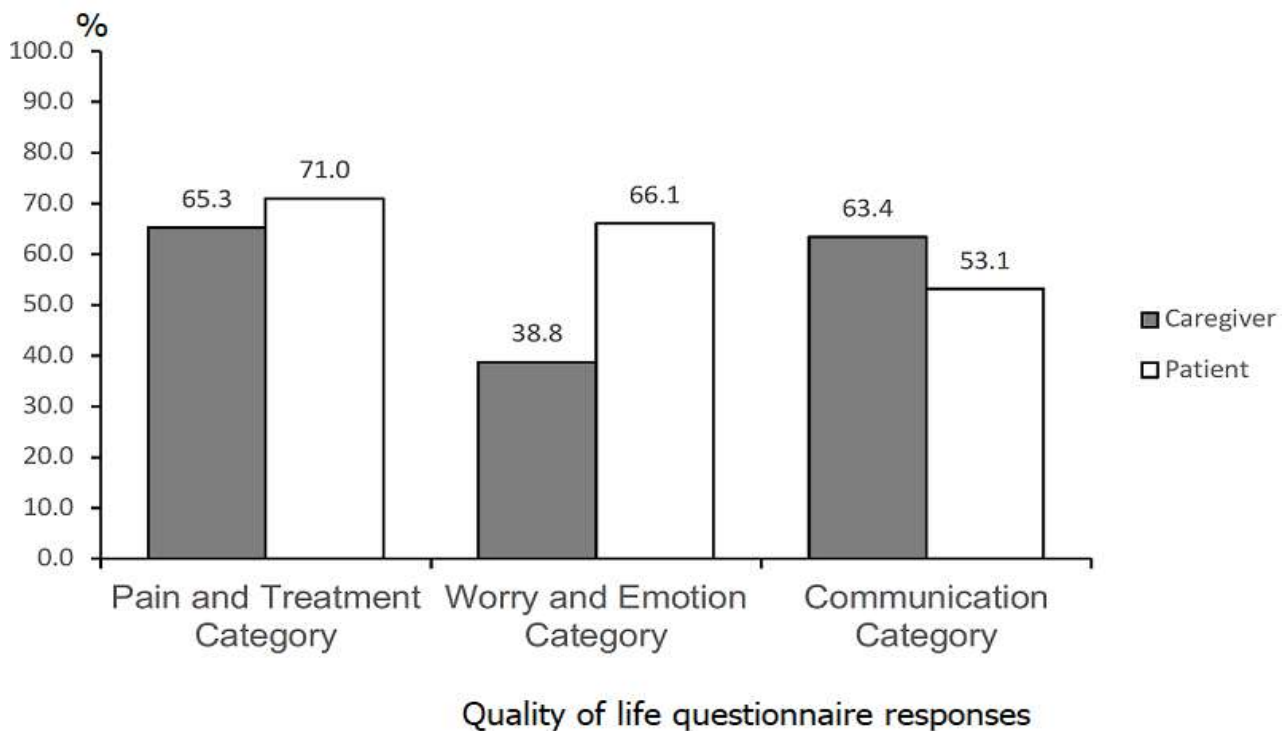 %
100.0
90.0
80.0
70.0
60.0
50.0
40.0
30.0
20.0
10.0
0.0
65.3
71.0
38.8
66.1
63.4
53.1
Caregiver
Patient
Pain and Treatment
Category
Worry and Emotion
Category
Communication
Category
Quality of life questionnaire responses